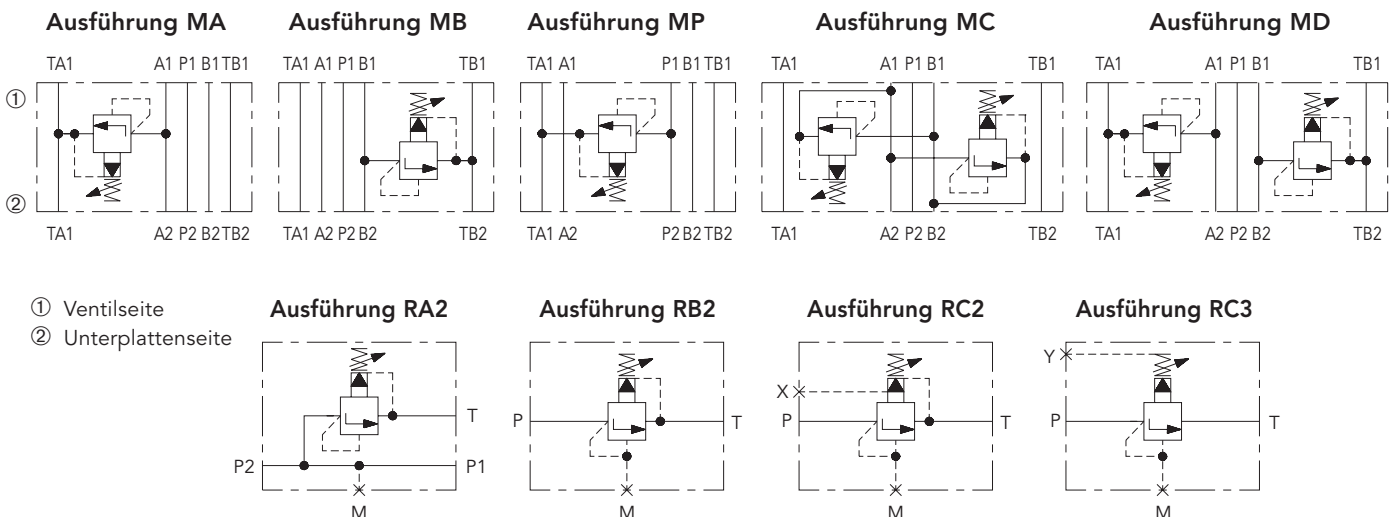 Ausführung MA Ausführung MB Ausführung MP Ausführung MC Ausführung MD
TA1 A1 P1 B1 TB1 TA1 A1 P1 B1 TB1 TA1 A1 P1 B1 TB1 TA1 A1 P1 B1 TB1 TA1 A1 P1 B1 TB1
①
②
TA1 A2 P2 B2 TB2 TA1 A2 P2 B2 TB2 TA1 A2 P2 B2 TB2 TA1 A2 P2 B2 TB2 TA1 A2 P2 B2 TB2
① Ventilseite
② Unterplattenseite
Ausführung RA2 Ausführung RB2 Ausführung RC2 Ausführung RC3
Y
X
T P T P T P T
P2 P1
M M M M